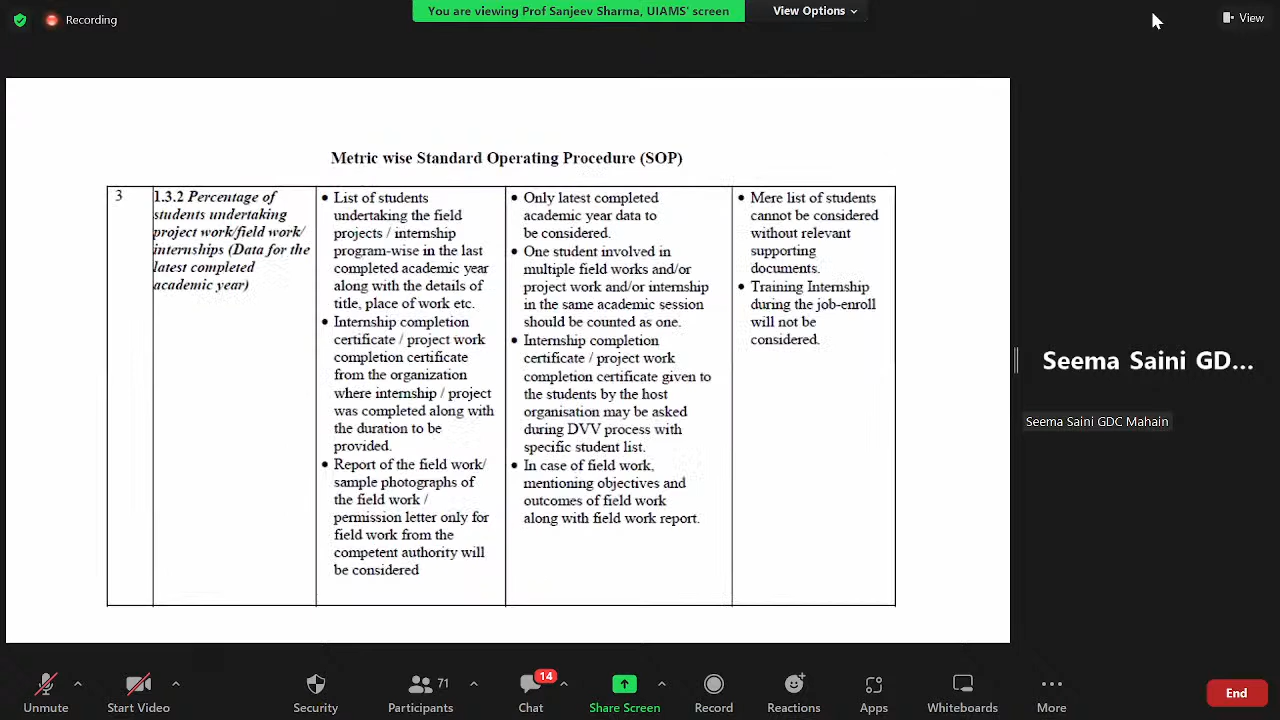 Recording
You are viewing Prof Sanjeev Sharma, UIAMS' screen
View Options
View
Metric wise Standard Operating Procedure (SOP)
3
1.3.2 Percentage of
students undertaking
project work/field work/
internships (Data for the
latest completed
academic year)
• List of students
undertaking the field
projects / internship
program-wise in the last
completed academic year
along with the details of
title, place of work etc.
• Internship completion
certificate / project work
completion certificate
from the organization
where internship / project
was completed along with
the duration to be
provided.
• Report of the field work/
sample photographs of
the field work /
permission letter only for
field work from the
competent authority will
be considered
• Only latest completed
academic year data to
be considered.
• One student involved in
multiple field works and/or
project work and/or internship
in the same academic session
should be counted as one.
• Internship completion
certificate / project work
completion certificate given to
the students by the host
organisation may be asked
during DVV process with
specific student list.
• In case of field work,
mentioning objectives and
outcomes of field work
along with field work report.
• Mere list of students
cannot be considered
without relevant
supporting
documents.
• Training Internship
during the job-enroll
will not be
considered.
Seema Saini GD...
Seema Saini GDC Mahain
Unmute
Start Video
Security
71
Participants
14
Chat
Share Screen
Record
Reactions
Apps
Whiteboards
More
End